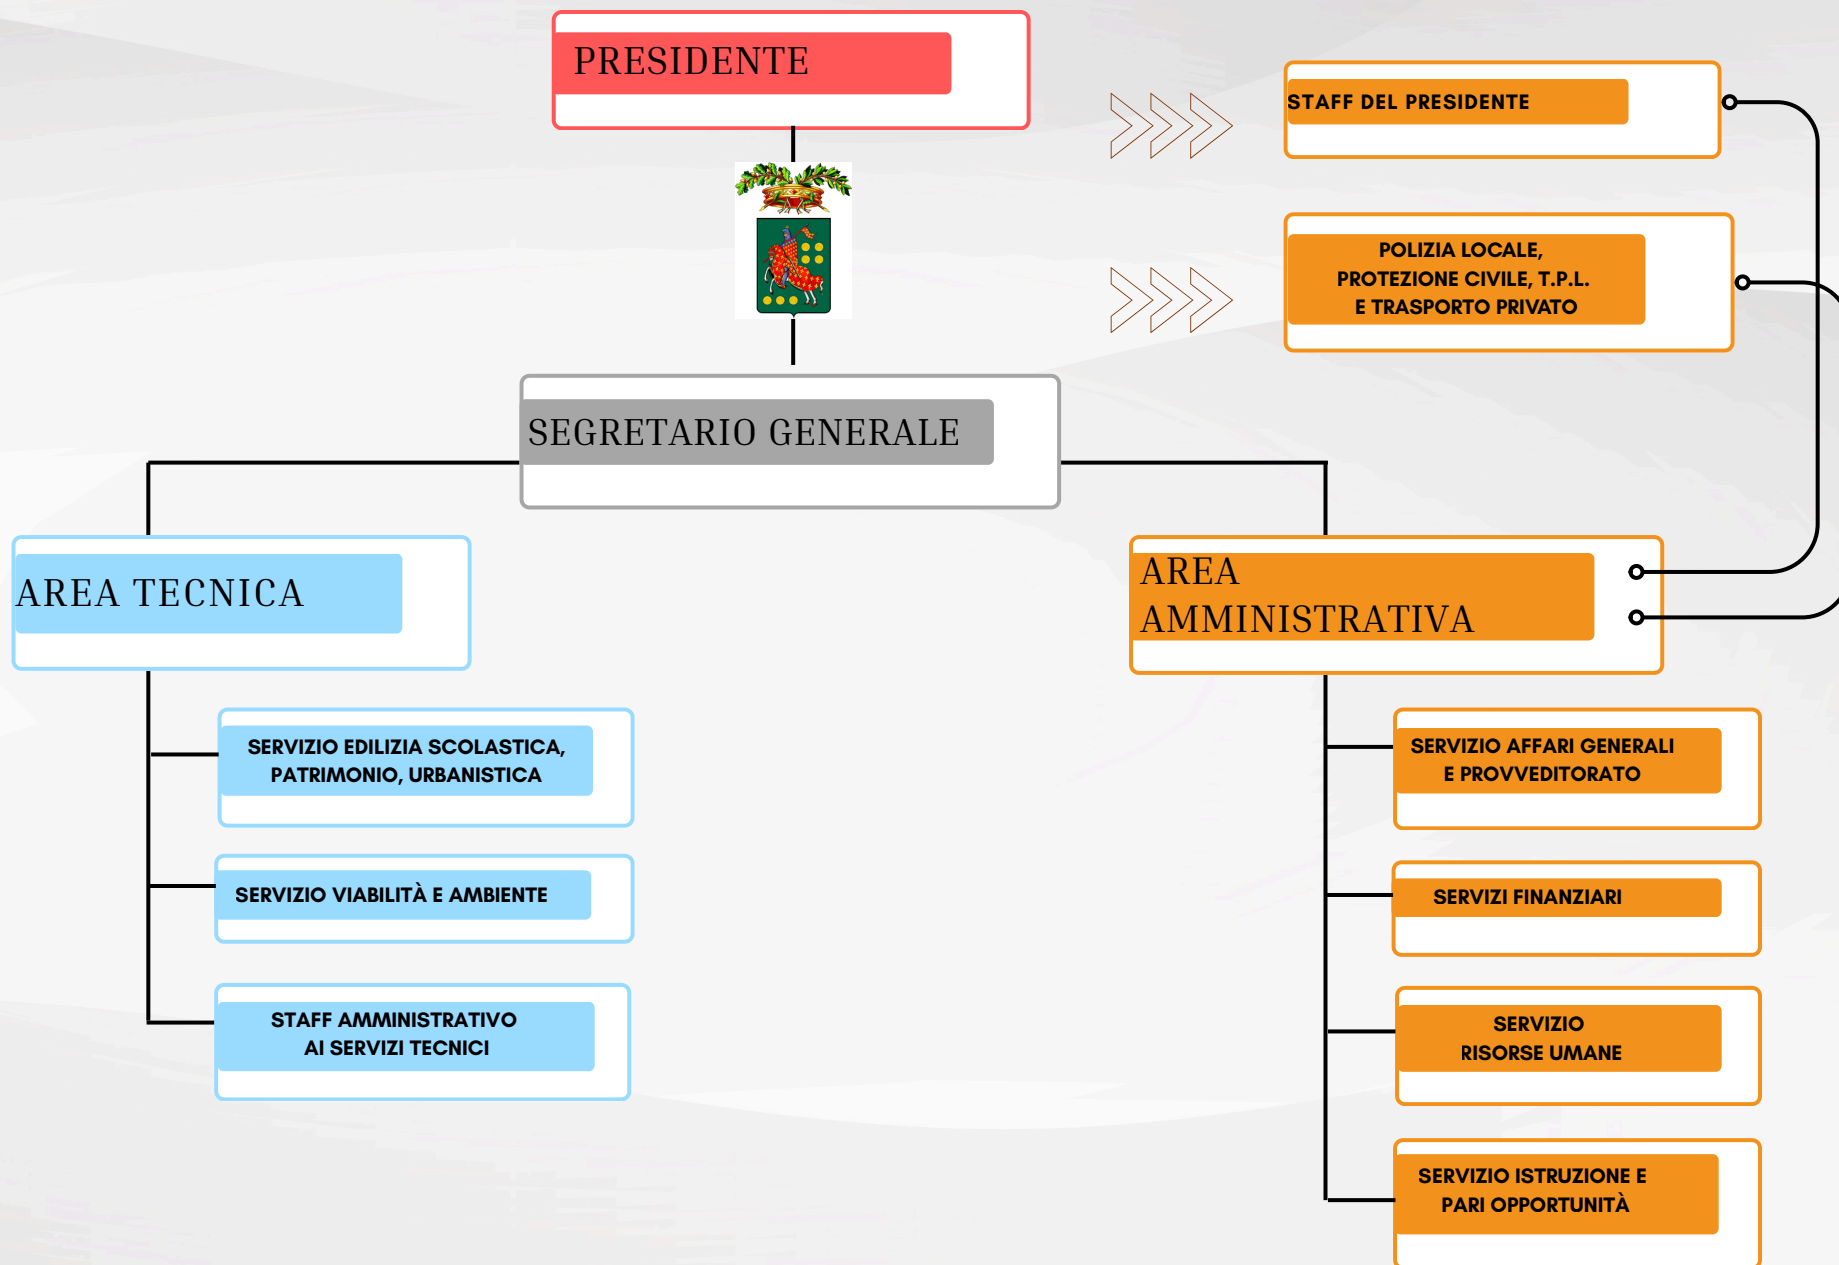 PRESIDENTE
STAFF DEL PRESIDENTE
POLIZIA LOCALE,
PROTEZIONE CIVILE, T.P.L.
E TRASPORTO PRIVATO
SEGRETARIO GENERALE
AREA TECNICA
SERVIZIO EDILIZIA SCOLASTICA,
PATRIMONIO, URBANISTICA
SERVIZIO VIABILITÀ E AMBIENTE
STAFF AMMINISTRATIVO
AI SERVIZI TECNICI
AREA
AMMINISTRATIVA
SERVIZIO AFFARI GENERALI
E PROVVEDITORATO
SERVIZI FINANZIARI
SERVIZIO
RISORSE UMANE
SERVIZIO ISTRUZIONE E
PARI OPPORTUNITÀ